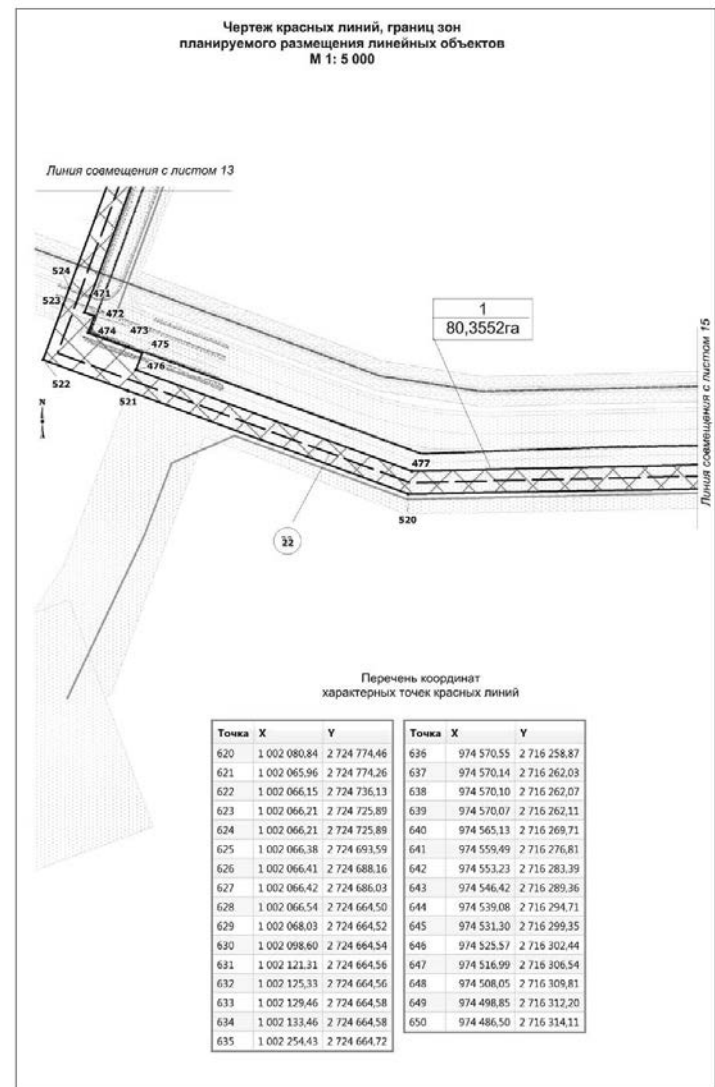 Чертеж красных линий, границ зон
планируемого размещения линейных объектов
М 1: 5 000
Линия совмещения с листом 13
524
471
523
472
474
473
475
476
522
521
N
1
80,3552га
Линия совмещения с листом 15
477
520
22
Перечень координат
характерных точек красных линий
Точка X Y
620 1 002 080,84 2 724 774,46
621 1 002 065,96 2 724 774,26
622 1 002 066,15 2 724 736,13
623 1 002 066,21 2 724 725,89
624 1 002 066,21 2 724 725,89
625 1 002 066,38 2 724 693,59
626 1 002 066,41 2 724 688,16
627 1 002 066,42 2 724 686,03
628 1 002 066,54 2 724 664,50
629 1 002 068,03 2 724 664,52
630 1 002 098,60 2 724 664,54
631 1 002 121,31 2 724 664,56
632 1 002 125,33 2 724 664,56
633 1 002 129,46 2 724 664,58
634 1 002 133,46 2 724 664,58
635 1 002 254,43 2 724 664,72
Точка X Y
636 974 570,55 2 716 258,87
637 974 570,14 2 716 262,03
638 974 570,10 2 716 262,07
639 974 570,07 2 716 262,11
640 974 565,13 2 716 269,71
641 974 559,49 2 716 276,81
642 974 553,23 2 716 283,39
643 974 546,42 2 716 289,36
644 974 539,08 2 716 294,71
645 974 531,30 2 716 299,35
646 974 525,57 2 716 302,44
647 974 516,99 2 716 306,54
648 974 508,05 2 716 309,81
649 974 498,85 2 716 312,20
650 974 486,50 2 716 314,11